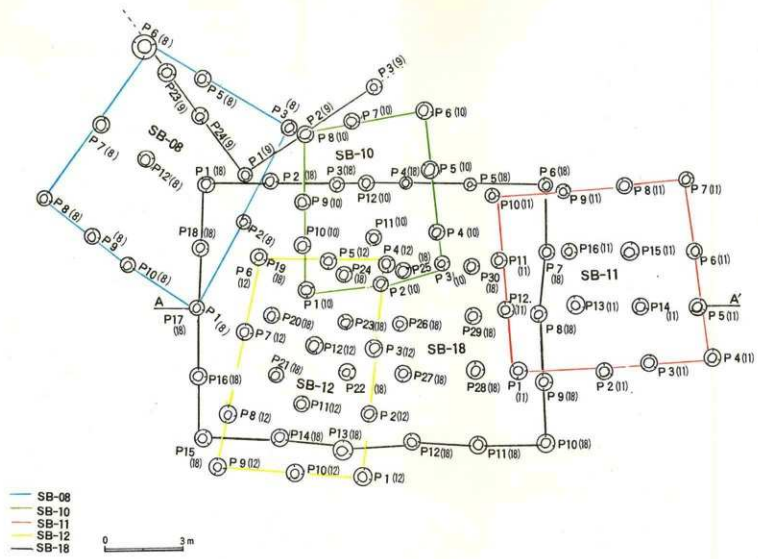 P6(8)
P5(8)
P23(9)
P24(9)
P3(8)
P2(9)
P3(9)
P7(10)
P6(10)
P8(10)
P7(8)
SB-08
P12(8)
P1(9)
SB-10
P1(18)
P2(18)
P3(18)
P12(10)
P4(18)
P5(10)
P5(18)
P6(18)
P10(11)
P9(11)
P8(11)
P7(11)
P8(8)
P9(8)
P10(8)
P2(8)
P18(18)
P9(10)
P10(10)
P11(10)
P4(10)
P6(12)
P19(18)
P5(12)
P4(12)
P24(18)
P25(18)
P3(10)
P30(18)
P11(11)
P7(18)
P16(11)
P15(11)
P6(11)
SB-11
A
P17(18)
P1(8)
P1(10)
P2(10)
P12(11)
P13(11)
P14(11)
P5(11)
A'
P7(12)
P20(18)
P23(18)
P26(18)
P29(18)
P8(18)
P12(12)
P3(12)
SB-18
P16(18)
P21(18)
SB-12
P22(18)
P27(18)
P28(18)
P1(11)
P2(11)
P3(11)
P4(11)
P9(18)
P8(12)
P11(12)
P2(12)
P15(18)
P14(18)
P13(18)
P12(18)
P11(18)
P10(18)
P9(12)
P10(12)
P1(12)
SB-08
SB-10
SB-11
SB-12
SB-18
0 3m